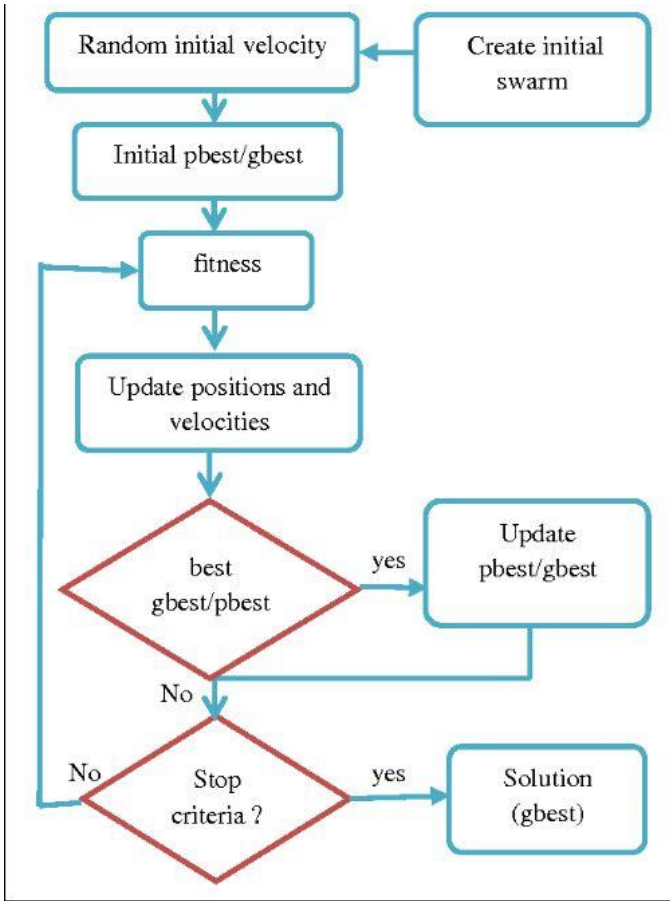 Random initial velocity
Create initial
swarm
Initial pbest/gbest
fitness
Update positions and
velocities
best
gbest/pbest
yes
Update
pbest/gbest
No
Stop
criteria ?
No
yes
Solution
(gbest)